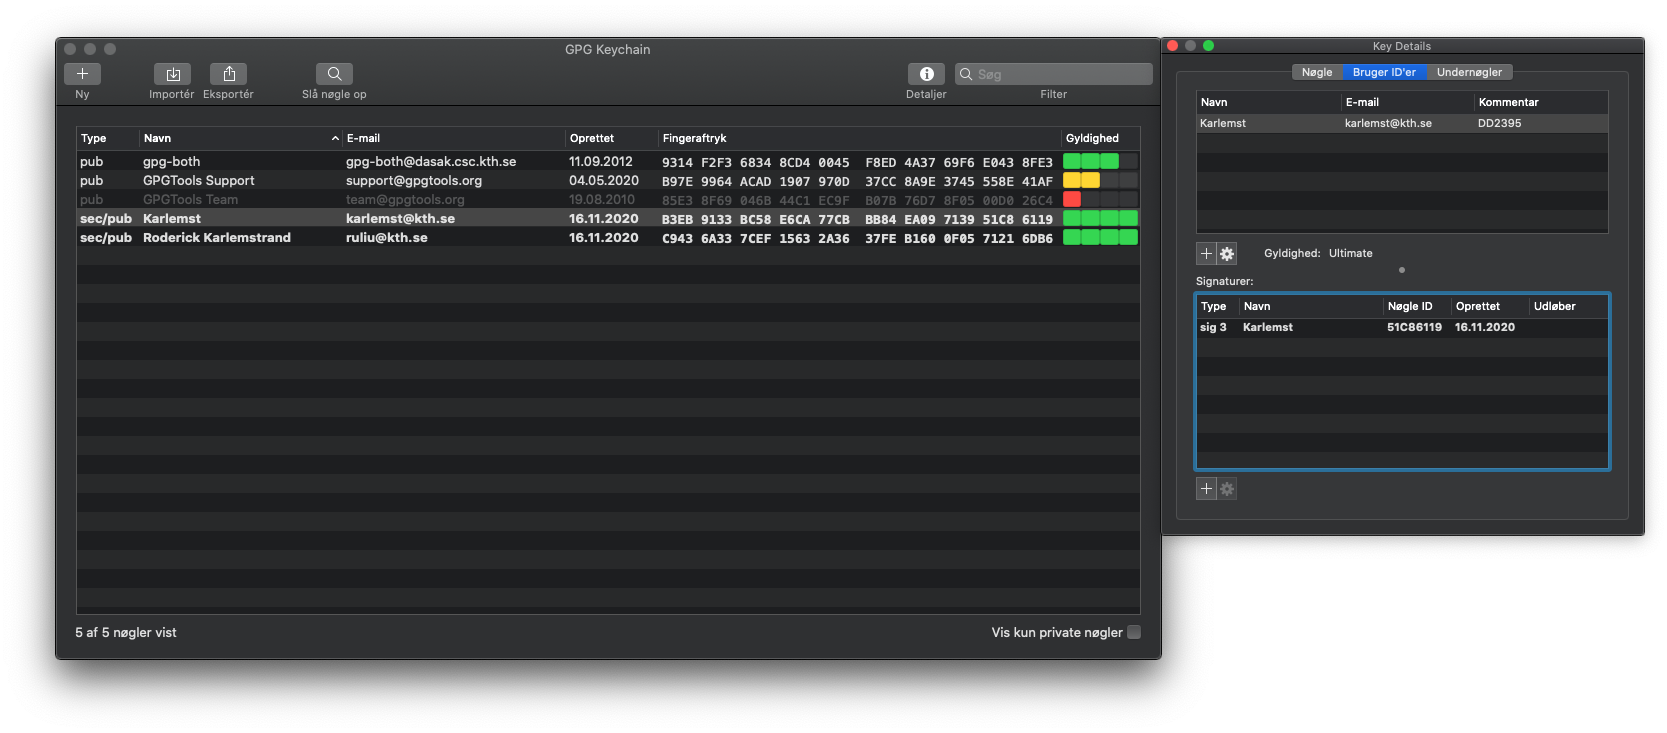 GPG Keychain
Ny
Importér
Eksportér
Slå nøgle op
Detaljer
Søg
Filter
Type Navn E-mail Oprettet Fingeraftryk Gyldighed
pub gpg-both gpg-both@dasak.csc.kth.se 11.09.2012 9314 F2F3 6834 8CD4 0045 F8ED 4A37 69F6 E043 8FE3
pub GPGTools Support support@gpgtools.org 04.05.2020 B97E 9964 ACAD 1907 970D 37CC 8A9E 3745 558E 41AF
pub GPGTools Team team@gpgtools.org 19.08.2010 85E3 8F69 046B 44C1 EC9F B07B 76D7 8F05 00D0 26C4
sec/pub Karlemst karlemst@kth.se 16.11.2020 B3EB 9133 BC58 E6CA 77CB BB84 EA09 7139 51C8 6119
sec/pub Roderick Karlemstrand ruliu@kth.se 16.11.2020 C943 6A33 7CEF 1563 2A36 37FE B160 0F05 7121 6DB6
5 af 5 nøgler vist
Vis kun private nøgler
Key Details
Nøgle Bruger ID'er Undernøgler
Navn E-mail Kommentar
Karlemst karlemst@kth.se DD2395
Gyldighed: Ultimate
Signaturer:
Type Navn Nøgle ID Oprettet Udløber
sig 3 Karlemst 51C86119 16.11.2020